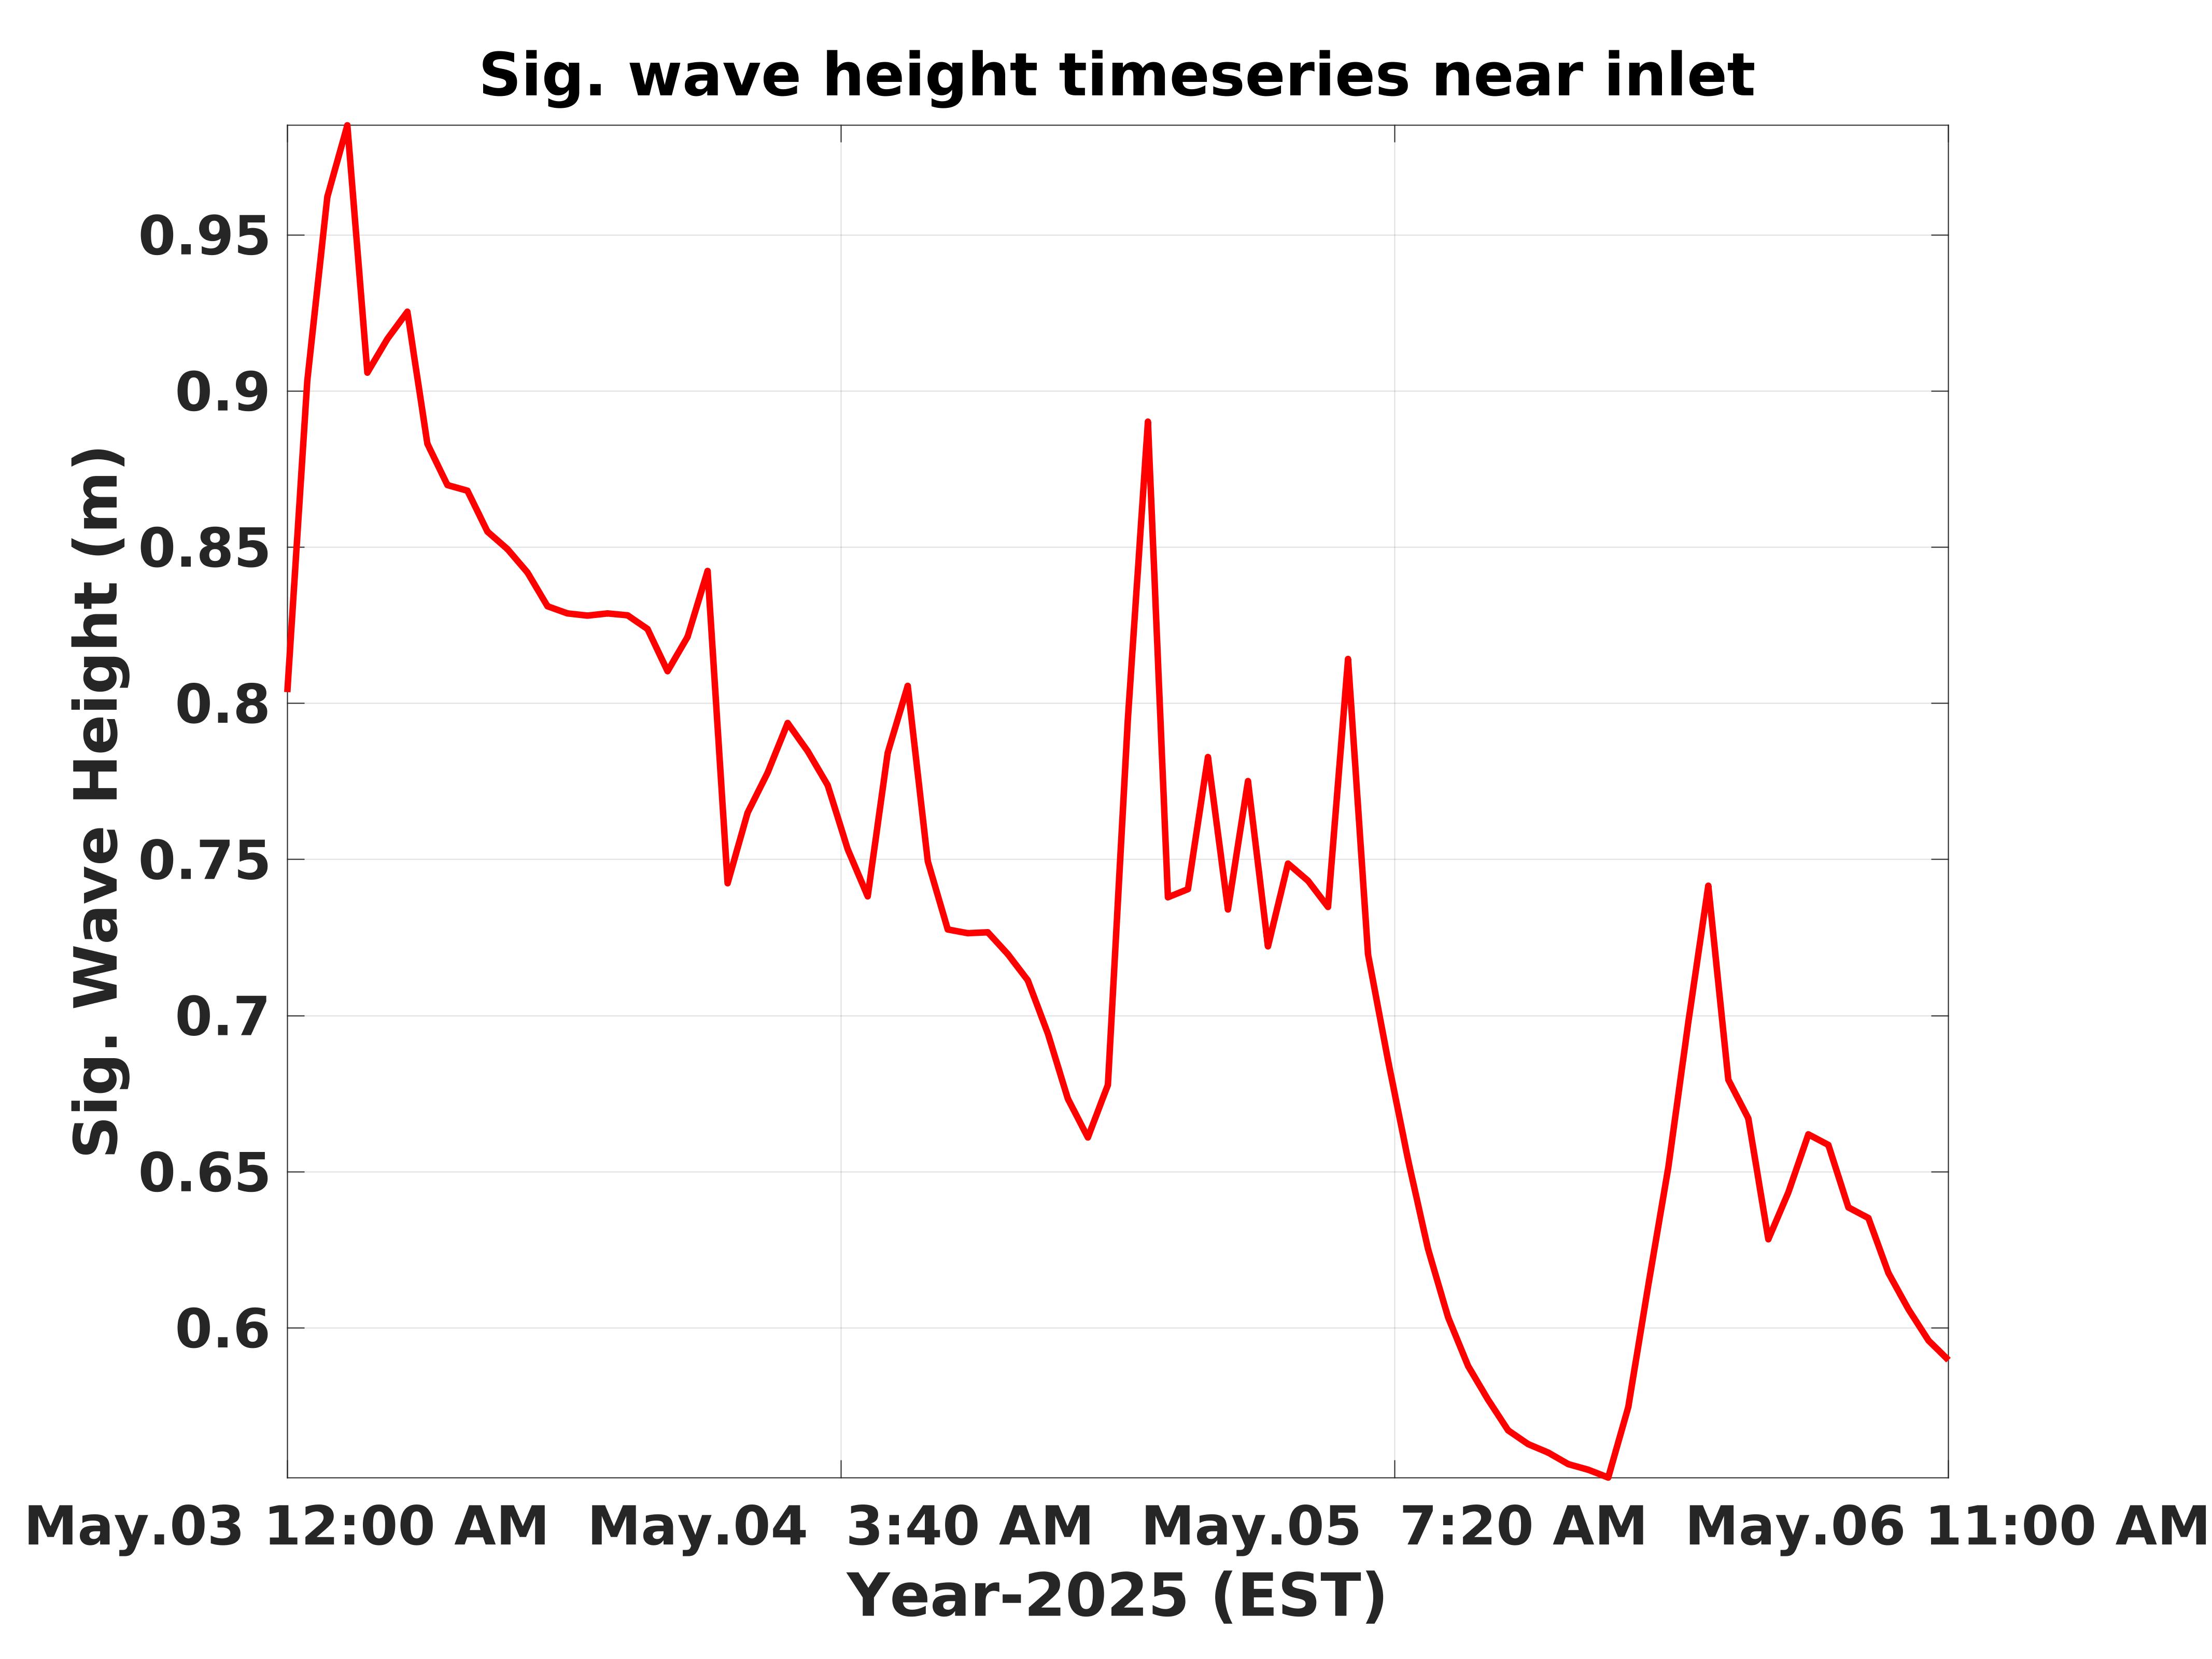 Sig. wave height timeseries near inlet
Sig. Wave Height (m)
0.95
0.9
0.85
0.8
0.75
0.7
0.65
0.6
May.03 12:00 AM May.04 3:40 AM May.05 7:20 AM May.06 11:00 AM
Year-2025 (EST)